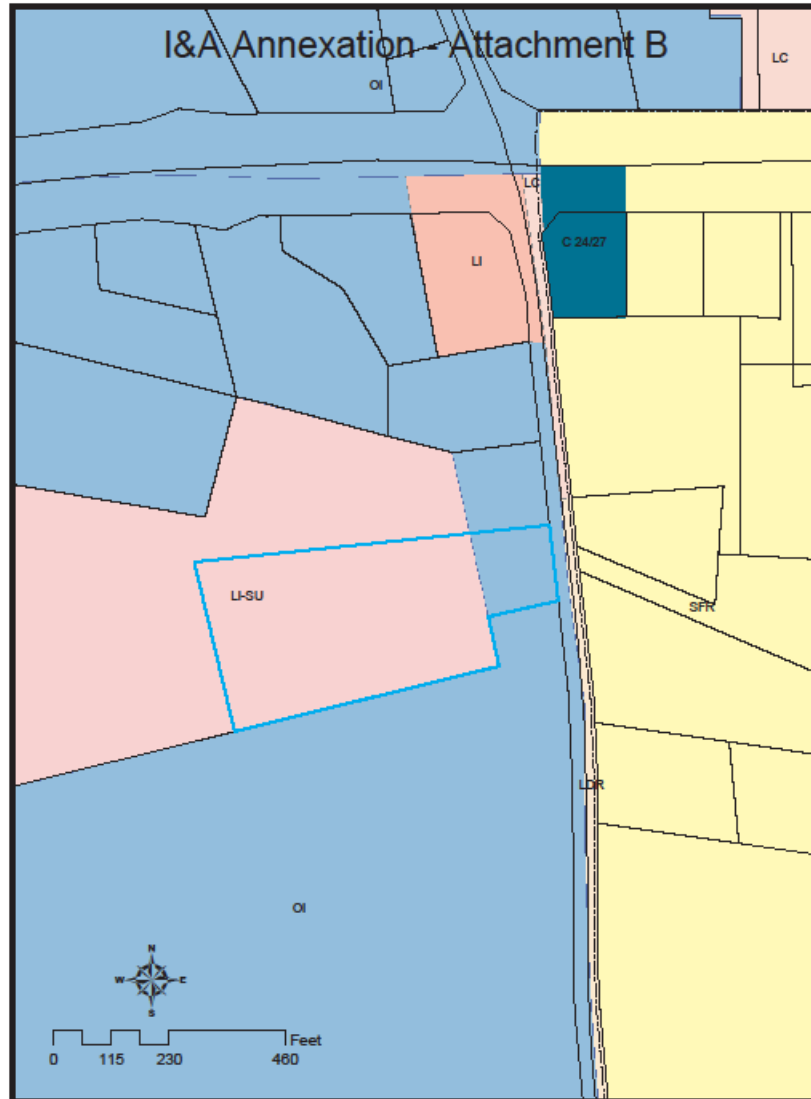 I&A Annexation - Attachment B
LC
OI
LC
C 24/27
LI
LI-SU
SFR
LDR
OI
N
W E
S
Feet
0 115 230 460